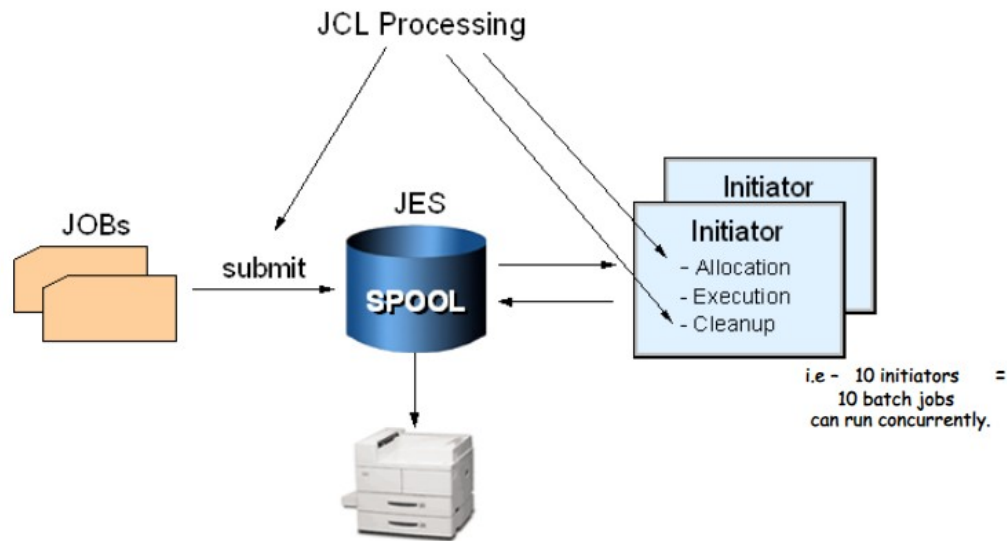 JCL Processing
JOBs
submit
JES
SPOOL
Initiator
Initiator
- Allocation
- Execution
- Cleanup
i.e - 10 initiators =
10 batch jobs
can run concurrently.